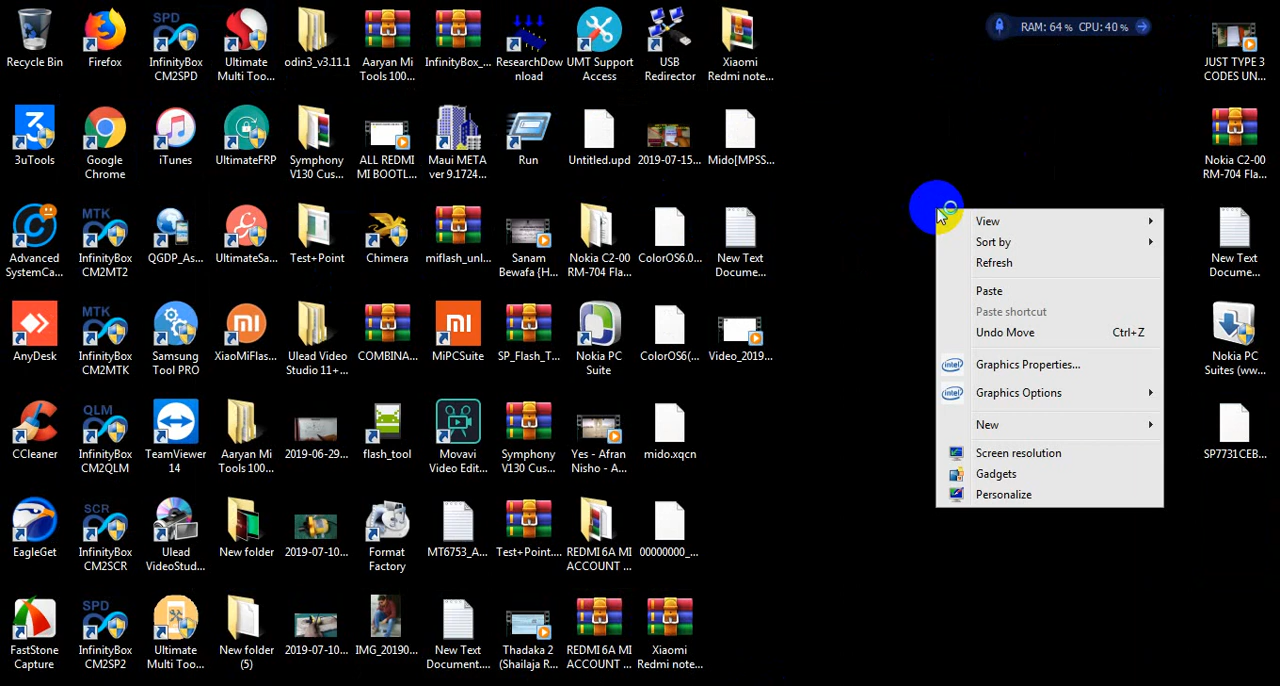 RAM: 64 % CPU: 40 %
Recycle Bin
Firefox
InfinityBox
CM2SPD
Ultimate
Multi Too...
odin3_v3.11.1
Aaryan Mi
Tools 100...
InfinityBox_...
ResearchDow
nload
UMT Support
Access
USB
Redirector
Xiaomi
Redmi note...
JUST TYPE 3
CODES UN...
3uTools
Google
Chrome
iTunes
UltimateFRP
Symphony
V130 Cus...
ALL REDMI
MI BOOTL...
Maui META
ver 9.1724...
Run
Untitled.upd
2019-07-15...
Mido[MPSS...
Nokia C2-00
RM-704 Fla...
Advanced
SystemCa...
InfinityBox
CM2MT2
QGDP_As...
UltimateSa...
Test+Point
Chimera
miflash_unl...
Sanam
Bewafa {H...
Nokia C2-00
RM-704 Fla...
ColorOS6.0...
New Text
Docume...
New Text
Docume...
AnyDesk
InfinityBox
CM2MTK
Samsung
Tool PRO
XiaoMiFlas...
Ulead Video
Studio 11+...
COMBINA...
MiPCSuite
SP_Flash_T...
Nokia PC
Suite
ColorOS6(...
Video_2019...
Nokia PC
Suites (ww...
CCleaner
InfinityBox
CM2QLM
TeamViewer
14
Aaryan Mi
Tools 100...
2019-06-29...
flash_tool
Movavi
Video Edit...
Symphony
V130 Cus...
Yes - Afran
Nisho - A...
mido.xqcn
SP7731CEB...
EagleGet
InfinityBox
CM2SCR
Ulead
VideoStud...
New folder
2019-07-10...
Format
Factory
MT6753_A...
Test+Point....
REDMI 6A MI
ACCOUNT ...
00000000_...
FastStone
Capture
InfinityBox
CM2SP2
Ultimate
Multi Too...
New folder
(5)
2019-07-10...
IMG_20190...
New Text
Document....
Thadaka 2
(Shailaja R...
REDMI 6A MI
ACCOUNT ...
Xiaomi
Redmi note...
View
Sort by
Refresh
Paste
Paste shortcut
Undo Move Ctrl+Z
Graphics Properties...
Graphics Options
New
Screen resolution
Gadgets
Personalize
SPD
MTK
MTK
QLM
SCR
SPD
intel
intel